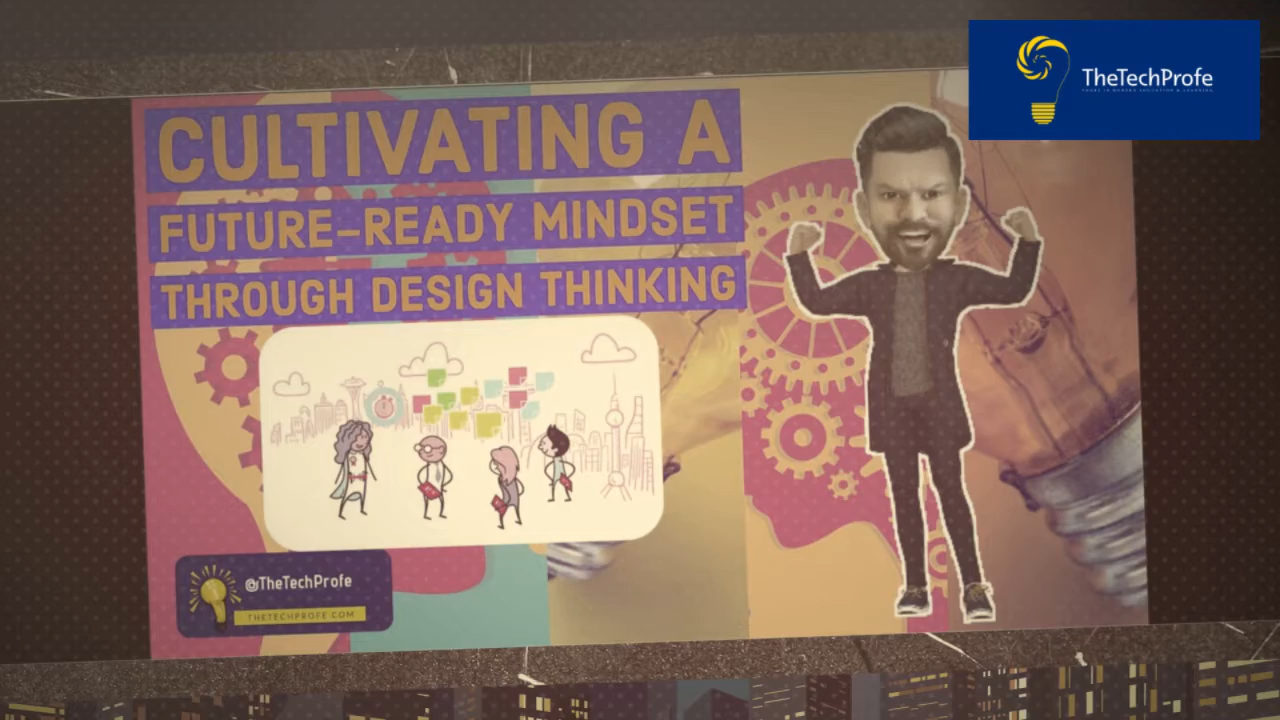 TheTechProfe
CULTIVATING A
FUTURE-READY MINDSET
THROUGH DESIGN THINKING
@TheTechProfe
THETECHPROFE.COM